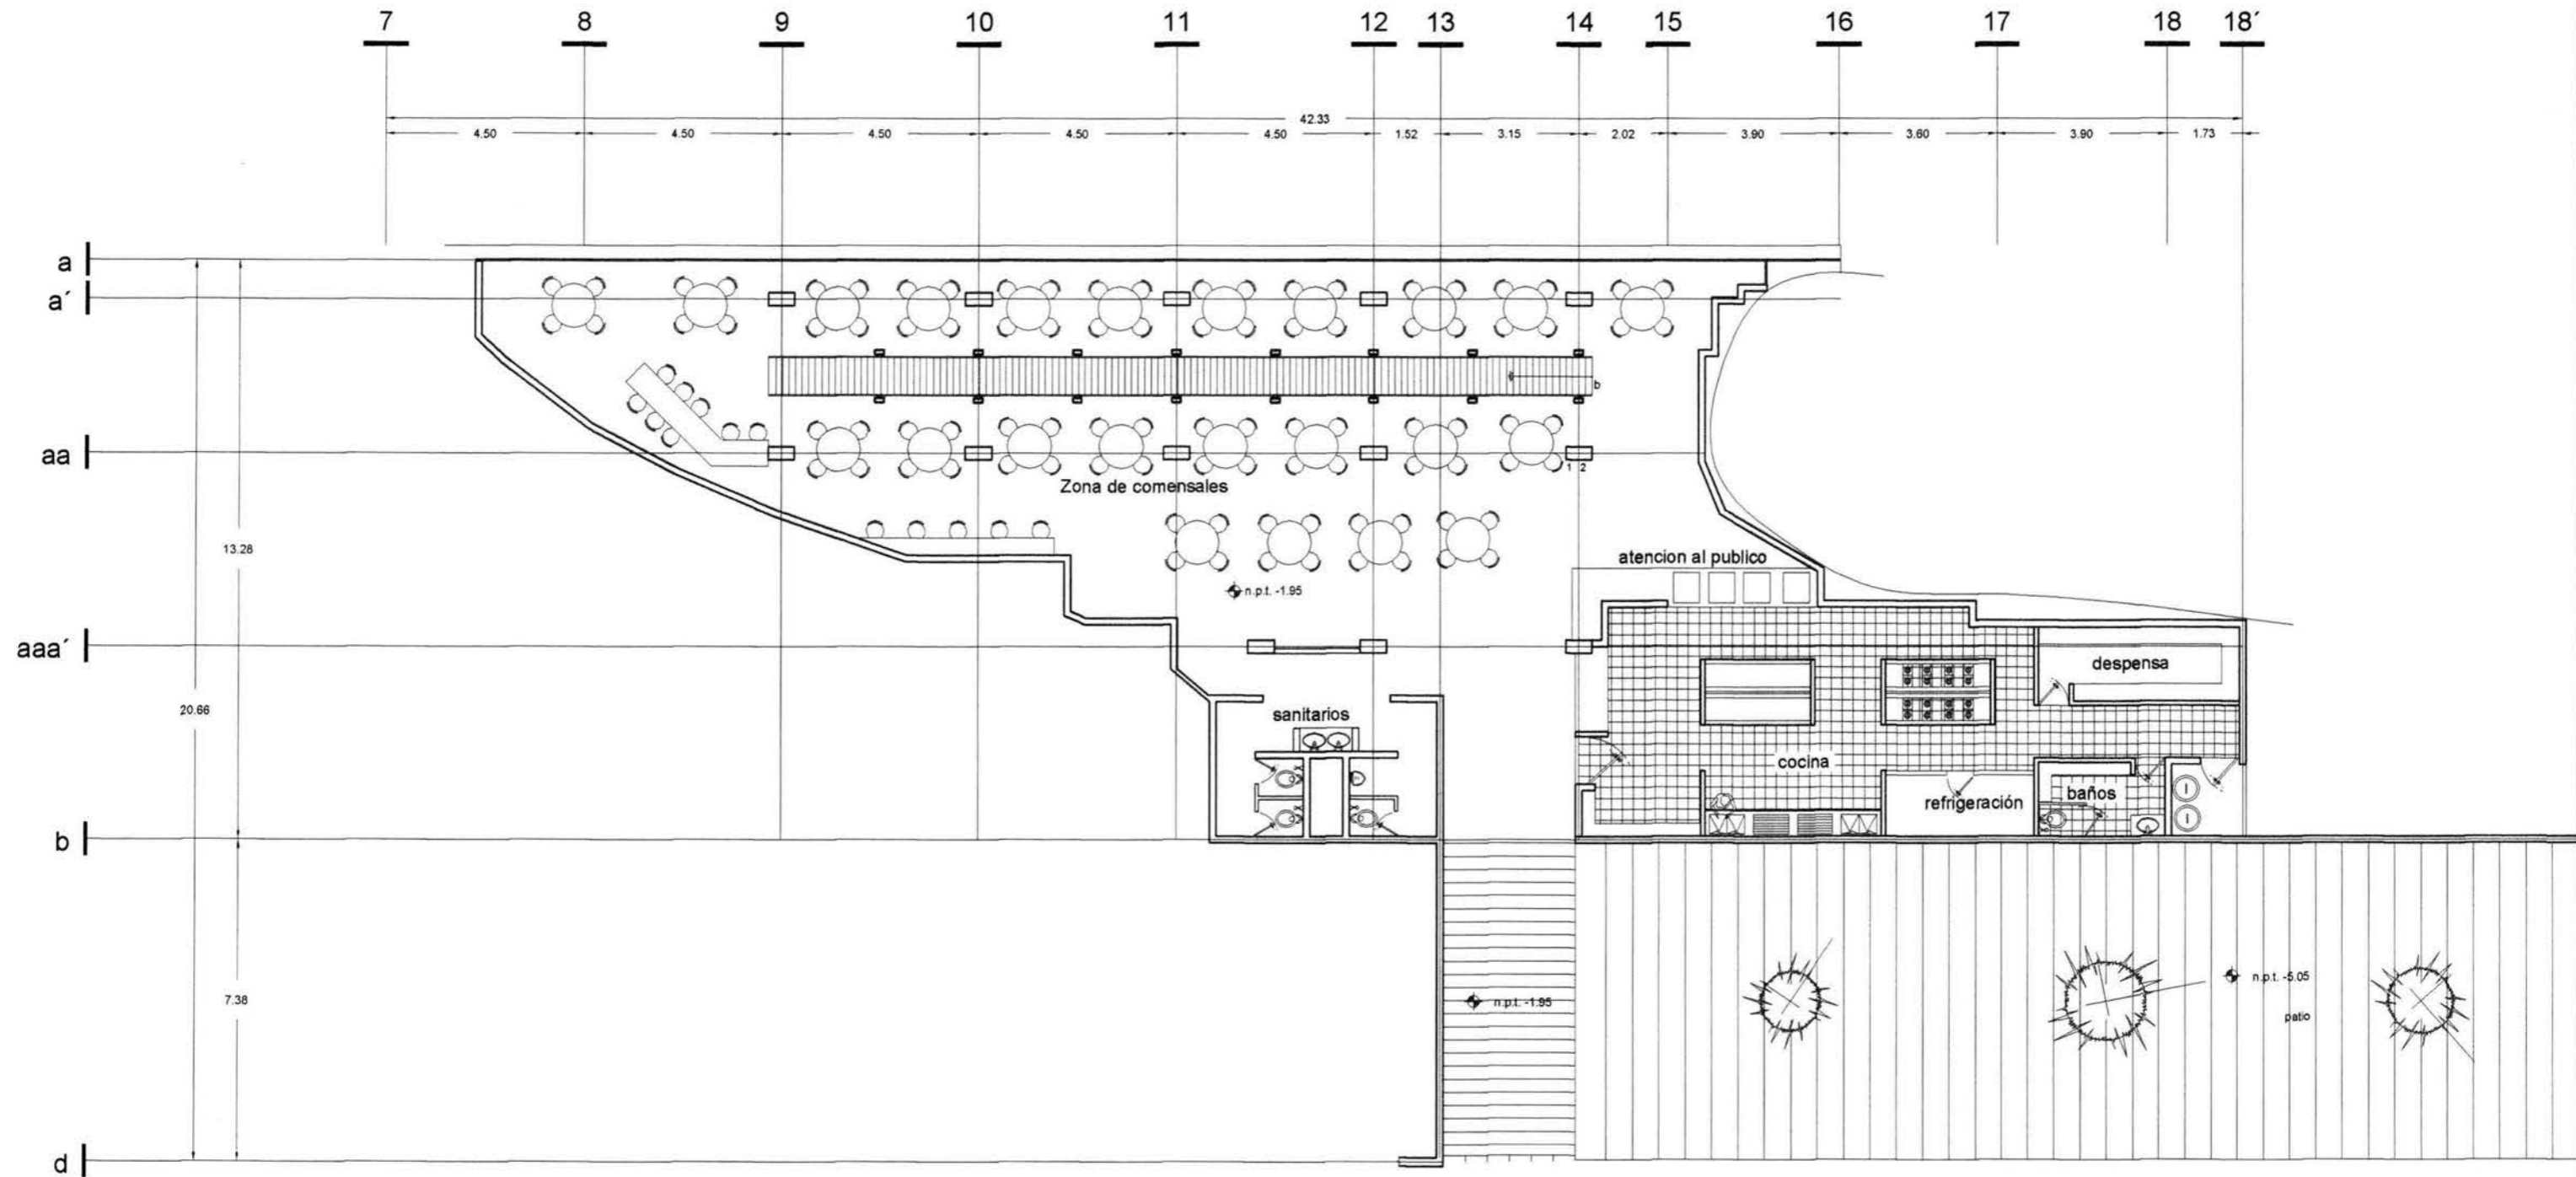 7 8 9 10 11 12 13 14 15 16 17 18 18´
42.33
4.50 4.50 4.50 4.50 4.50 1.52 3.15 2.02 3.90 3.60 3.90 1.73
a
a´
b
aa
1 2
Zona de comensales
13.28
atencion al publico
n.p.t. -1.95
aaa´
despensa
20.66
sanitarios
cocina
refrigeración
baños
b
n.p.t. -5.05
7.38
n.p.t. -1.95
patio
d